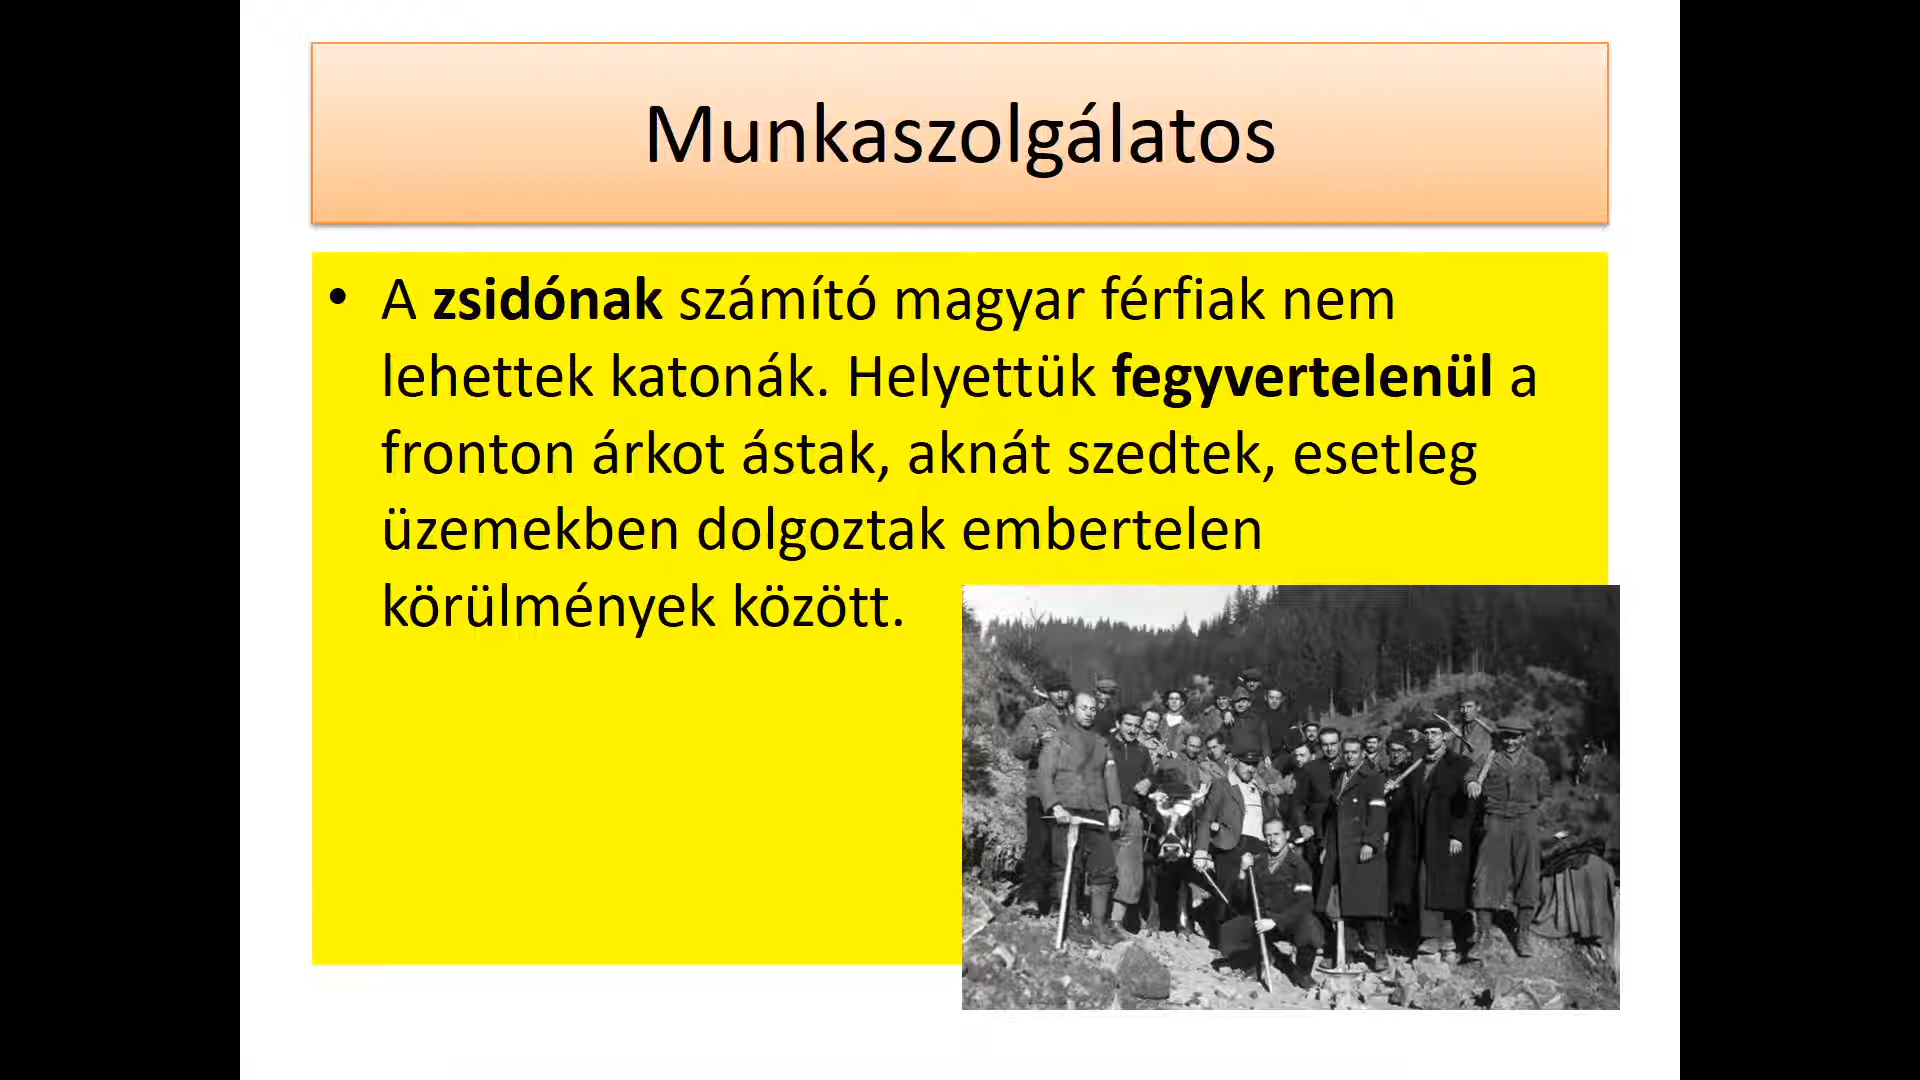 Munkaszolgálatos
• A zsidónak számító magyar férfiak nem
lehettek katonák. Helyettük fegyvertelenül a
fronton árkot ástak, aknát szedtek, esetleg
üzemekben dolgoztak embertelen
körülmények között.